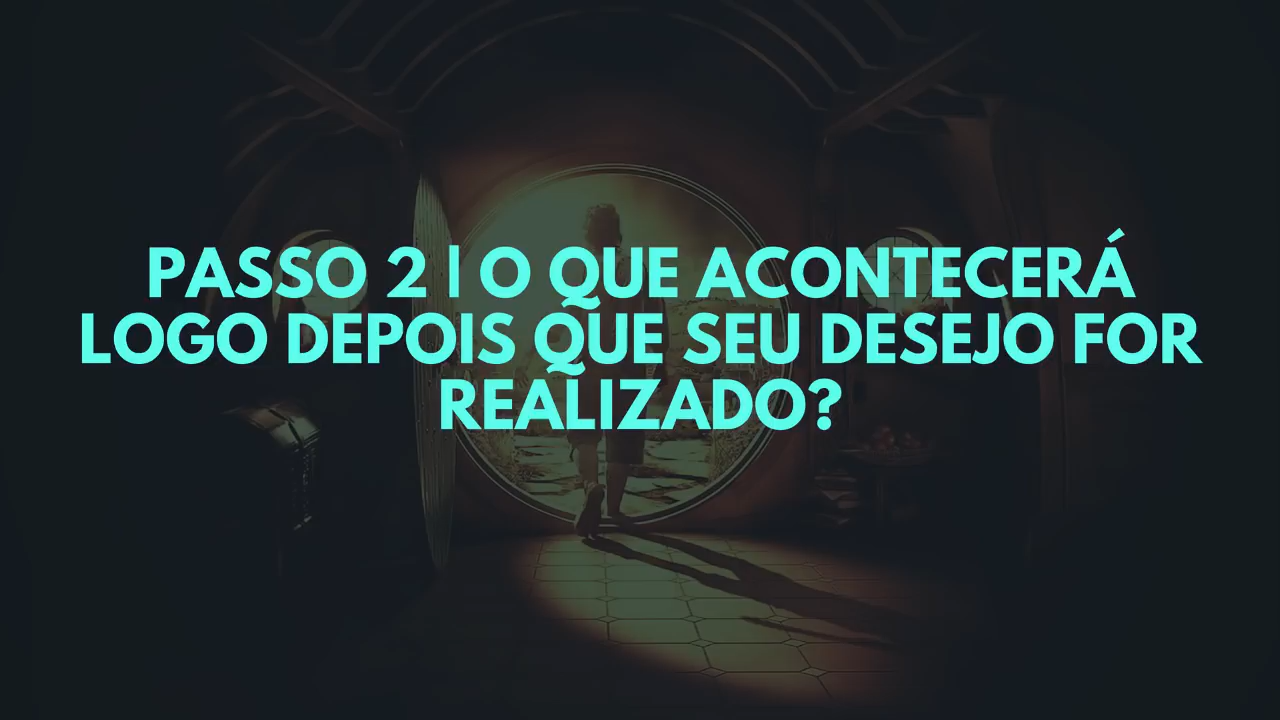 PASSO 2 | O QUE ACONTECERÁ
LOGO DEPOIS QUE SEU DESEJO FOR
REALIZADO?